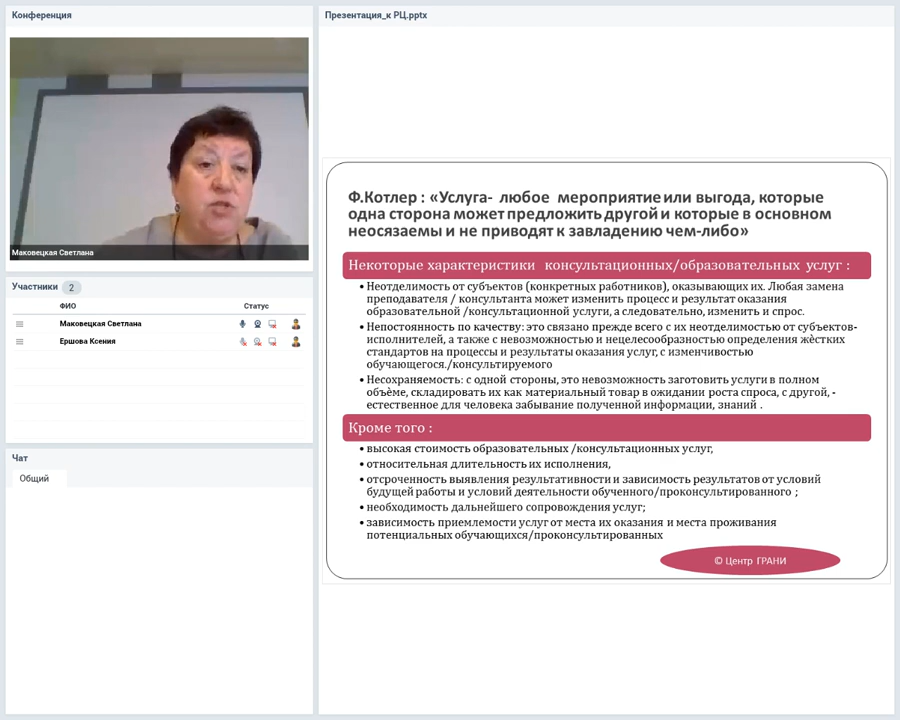 Конференция
Маковецкая Светлана
Участники 2
ФИО Статус
Маковецкая Светлана
Ершова Ксения
Чат
Общий
Презентация_к РЦ.pptx
Ф.Котлер : «Услуга- любое мероприятие или выгода, которые
одна сторона может предложить другой и которые в основном
неосязаемы и не приводят к завладению чем-либо»
Некоторые характеристики консультационных/образовательных услуг :
• Неотделимость от субъектов (конкретных работников), оказывающих их. Любая замена
преподавателя / консультанта может изменить процесс и результат оказания
образовательной /консультационной услуги, а следовательно, изменить и спрос.
• Непостоянность по качеству: это связано прежде всего с их неотделимостью от субъектов-
исполнителей, а также с невозможностью и нецелесообразностью определения жѐстких
стандартов на процессы и результаты оказания услуг, с изменчивостью
обучающегося./консультируемого
• Несохраняемость: с одной стороны, это невозможность заготовить услуги в полном
объѐме, складировать их как материальный товар в ожидании роста спроса, с другой, -
естественное для человека забывание полученной информации, знаний .
Кроме того :
• высокая стоимость образовательных /консультационных услуг,
• относительная длительность их исполнения,
• отсроченность выявления результативности и зависимость результатов от условий
будущей работы и условий деятельности обученного/проконсультированного ;
• необходимость дальнейшего сопровождения услуг;
• зависимость приемлемости услуг от места их оказания и места проживания
потенциальных обучающихся/проконсультированных
© Центр ГРАНИ